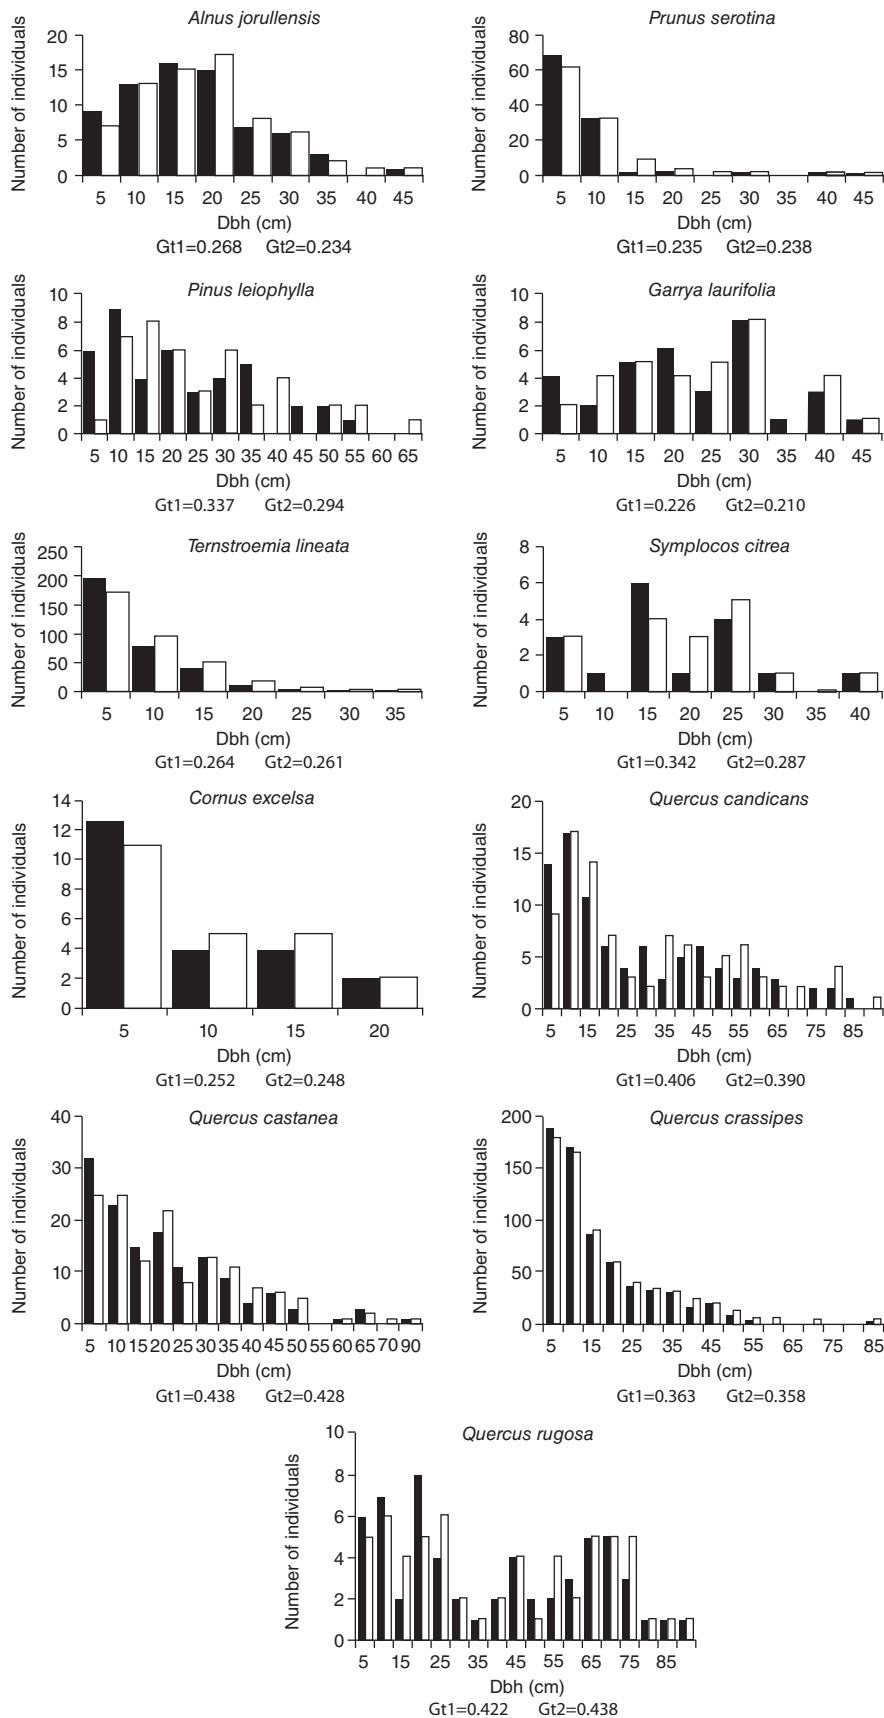 Alnus jorullensis
Number of individuals
20
15
10
5
0
5 10 15 20 25 30 35 40 45
Dbh (cm)
Gt1=0.268 Gt2=0.234
Prunus serotina
Number of individuals
80
60
40
20
0
5 10 15 20 25 30 35 40 45
Dbh (cm)
Gt1=0.235 Gt2=0.238
Pinus leiophylla
Number of individuals
10
8
6
4
2
0
5 10 15 20 25 30 35 40 45 50 55 60 65
Dbh (cm)
Gt1=0.337 Gt2=0.294
Garrya laurifolia
Number of individuals
10
8
6
4
2
0
5 10 15 20 25 30 35 40 45
Dbh (cm)
Gt1=0.226 Gt2=0.210
Ternstroemia lineata
Number of individuals
250
200
150
100
50
0
5 10 15 20 25 30 35
Dbh (cm)
Gt1=0.264 Gt2=0.261
Symplocos citrea
Number of individuals
8
6
4
2
0
5 10 15 20 25 30 35 40
Dbh (cm)
Gt1=0.342 Gt2=0.287
Cornus excelsa
Number of individuals
14
12
10
8
6
4
2
0
5 10 15 20
Dbh (cm)
Gt1=0.252 Gt2=0.248
Quercus candicans
Number of individuals
20
15
10
5
0
5 15 25 35 45 55 65 75 85
Dbh (cm)
Gt1=0.406 Gt2=0.390
Quercus castanea
Number of individuals
40
30
20
10
0
5 10 15 20 25 30 35 40 45 50 55 60 65 70 90
Dbh (cm)
Gt1=0.438 Gt2=0.428
Quercus crassipes
Number of individuals
200
150
100
50
0
5 15 25 35 45 55 65 75 85
Dbh (cm)
Gt1=0.363 Gt2=0.358
Quercus rugosa
Number of individuals
10
8
6
4
2
0
5 15 25 35 45 55 65 75 85
Dbh (cm)
Gt1=0.422 Gt2=0.438